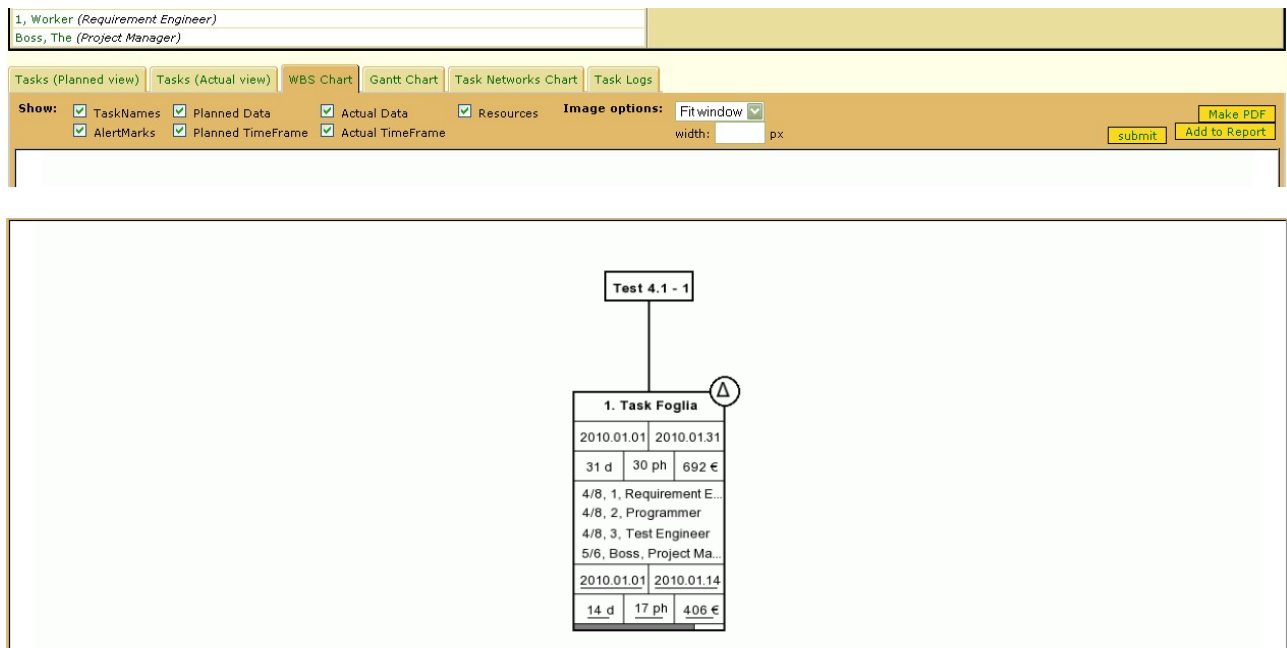 1, Worker (Requirement Engineer)
Boss, The (Project Manager)
Tasks (Planned view) Tasks (Actual view) WBS Chart Gantt Chart Task Networks Chart Task Logs
Show: TaskNames Planned Data Actual Data Resources Image options: Fit window Make PDF
AlertMarks Planned TimeFrame Actual TimeFrame width: px submit Add to Report
Test 4.1 - 1
Δ
1. Task Foglia
2010.01.01 2010.01.31
31 d 30 ph 692 €
4/8, 1, Requirement E...
4/8, 2, Programmer
4/8, 3, Test Engineer
5/6, Boss, Project Ma...
2010.01.01 2010.01.14
14 d 17 ph 406 €